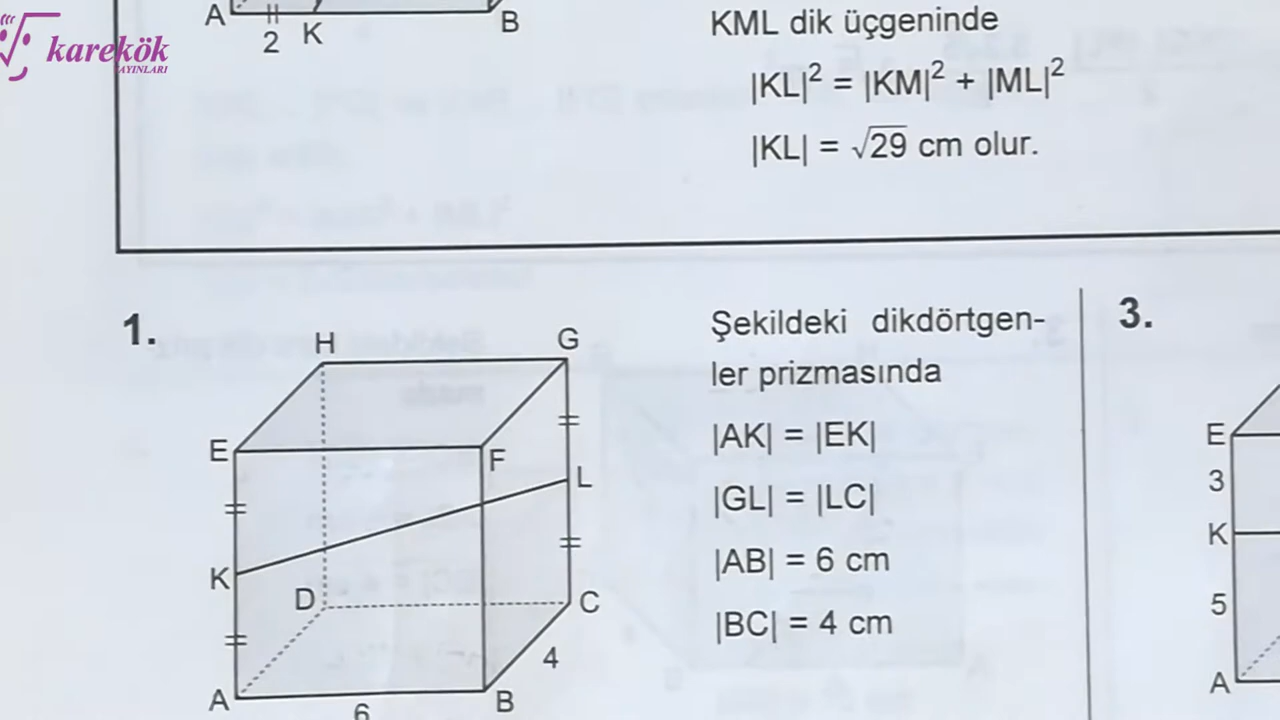 karekök
YAYINLARI
A
2
K
B
KML dik üçgeninde
|KL|² = |KM|² + |ML|²
|KL| = √29 cm olur.
1.
H
G
E
F
L
K
D
C
4
A
6
B
Şekildeki dikdörtgen-
ler prizmasında
|AK| = |EK|
|GL| = |LC|
|AB| = 6 cm
|BC| = 4 cm
3.
E
3
K
5
A